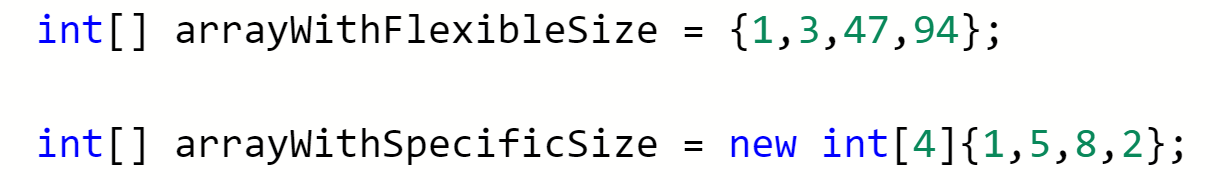 int[] arrayWithFlexibleSize = {1,3,47,94};
int[] arrayWithSpecificSize = new int[4]{1,5,8,2};